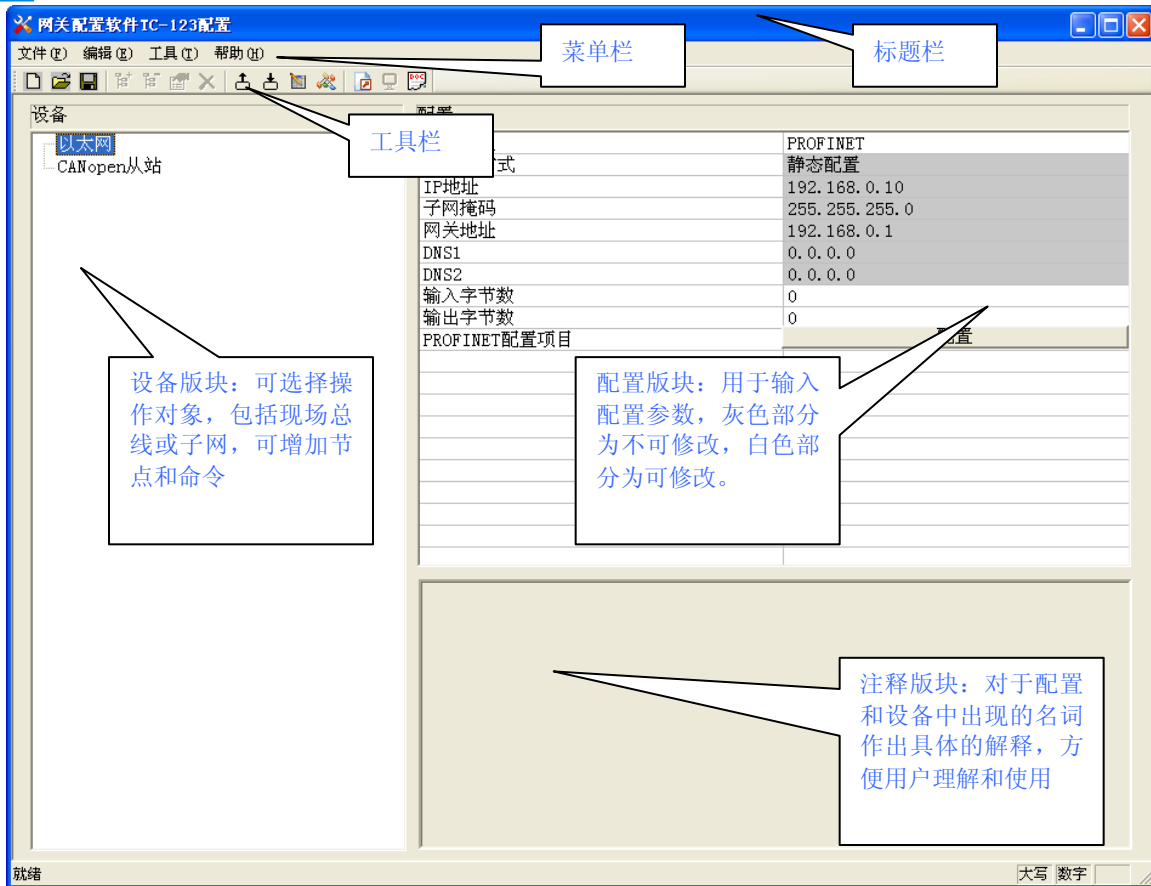 网关配置软件TC-123配置
文件(F) 编辑(E) 工具(T) 帮助(H)
菜单栏
标题栏
工具栏
设备
配置
以太网
CANopen从站
PROFINET
式 静态配置
IP地址 192.168.0.10
子网掩码 255.255.255.0
网关地址 192.168.0.1
DNS1 0.0.0.0
DNS2 0.0.0.0
输入字节数 0
输出字节数 0
PROFINET配置项目 配置
设备版块：可选择操
作对象，包括现场总
线或子网，可增加节
点和命令
配置版块：用于输入
配置参数，灰色部分
为不可修改，白色部
分为可修改。
注释版块：对于配置
和设备中出现的名词
作出具体的解释，方
便用户理解和使用
就绪
大写 数字